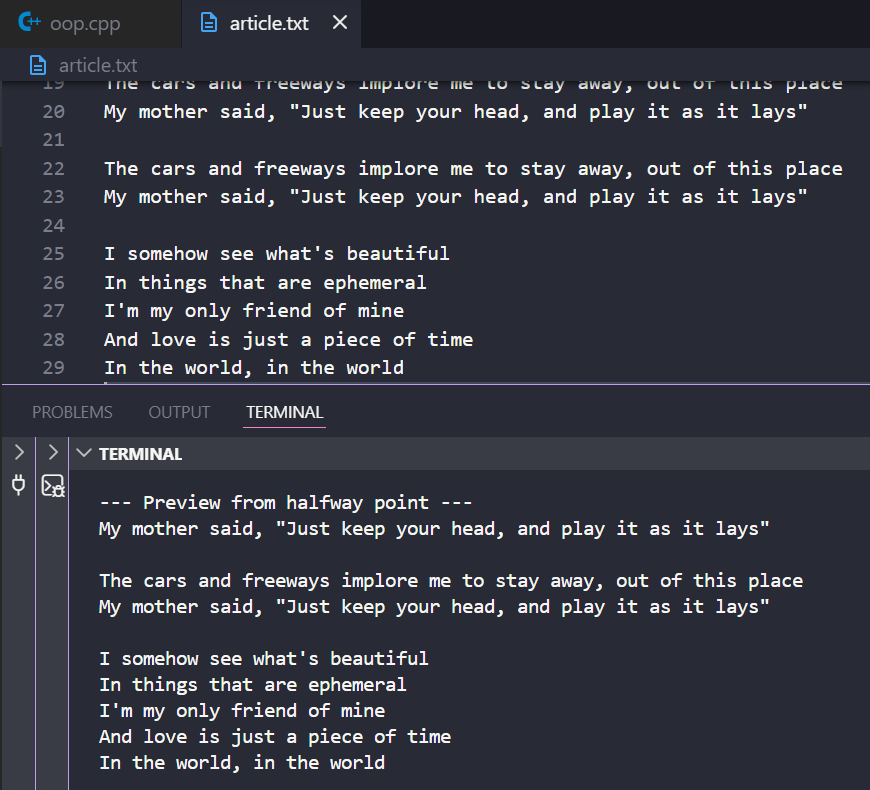 oop.cpp
article.txt
article.txt
19 The cars and freeways implore me to stay away, out of this place
20 My mother said, "Just keep your head, and play it as it lays"
21
22 The cars and freeways implore me to stay away, out of this place
23 My mother said, "Just keep your head, and play it as it lays"
24
25 I somehow see what's beautiful
26 In things that are ephemeral
27 I'm my only friend of mine
28 And love is just a piece of time
29 In the world, in the world
PROBLEMS OUTPUT TERMINAL
TERMINAL
--- Preview from halfway point ---
My mother said, "Just keep your head, and play it as it lays"
The cars and freeways implore me to stay away, out of this place
My mother said, "Just keep your head, and play it as it lays"
I somehow see what's beautiful
In things that are ephemeral
I'm my only friend of mine
And love is just a piece of time
In the world, in the world